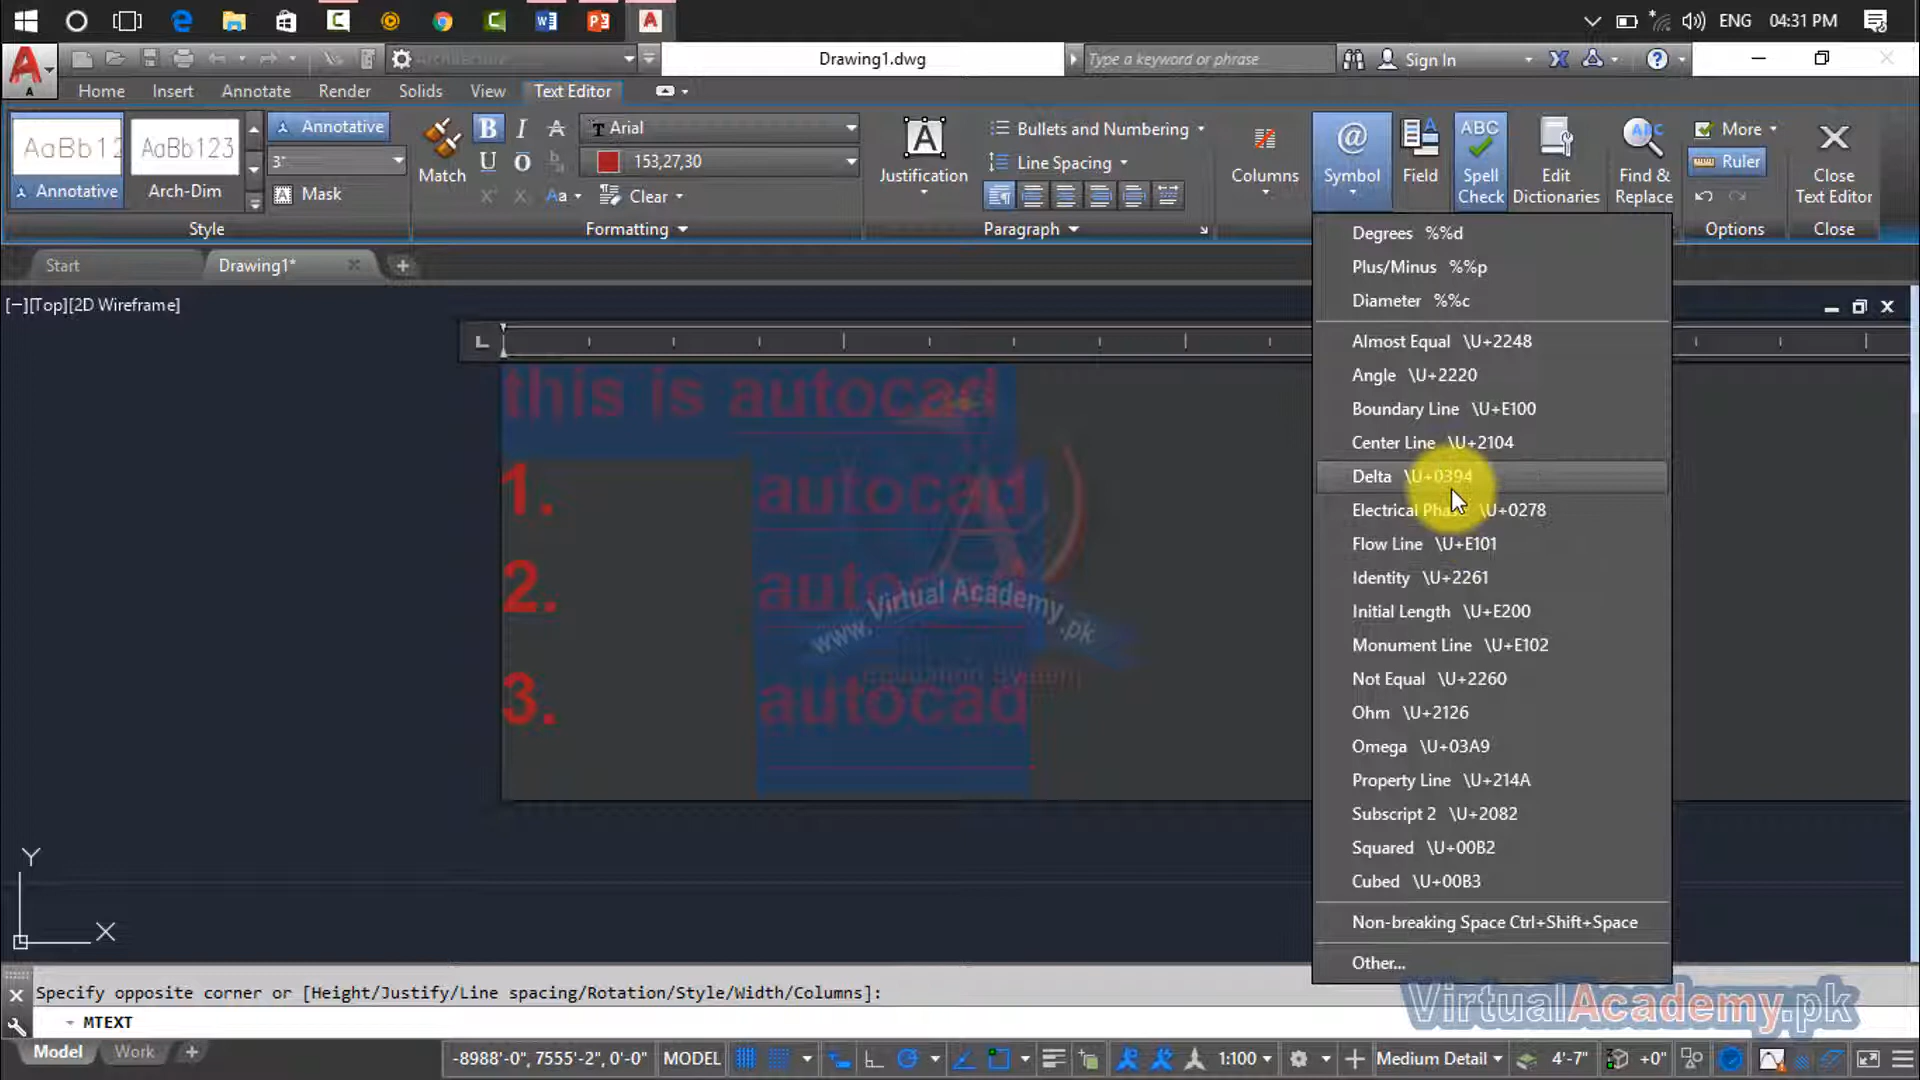 ENG 04:31 PM
Architecture
Drawing1.dwg
Type a keyword or phrase
Sign In
Home Insert Annotate Render Solids View Text Editor
AaBb12 AaBb123 Annotative
Annotative Arch-Dim
3"
Mask
Style
Match
B I A
U O
Arial
153,27,30
Aa Clear
Formatting
A
Justification
Bullets and Numbering
Line Spacing
Paragraph
Columns
@
Symbol
Field
ABC
Spell
Check
Edit
Dictionaries
Find &
Replace
More
Ruler
Options
Close
Text Editor
Close
Start Drawing1*
[−][Top][2D Wireframe]
this is autocad
1. autocad
2. autocad
3. autocad
www.Virtual Academy.pk
Education System
Degrees %%d
Plus/Minus %%p
Diameter %%c
Almost Equal \U+2248
Angle \U+2220
Boundary Line \U+E100
Center Line \U+2104
Delta \U+0394
Electrical Phase \U+0278
Flow Line \U+E101
Identity \U+2261
Initial Length \U+E200
Monument Line \U+E102
Not Equal \U+2260
Ohm \U+2126
Omega \U+03A9
Property Line \U+214A
Subscript 2 \U+2082
Squared \U+00B2
Cubed \U+00B3
Non-breaking Space Ctrl+Shift+Space
Other...
Y
X
Specify opposite corner or [Height/Justify/Line spacing/Rotation/Style/Width/Columns]:
MTEXT
VirtualAcademy.pk
Model Work
-8988'-0", 7555'-2", 0'-0" MODEL 1:100 Medium Detail 4'-7" +0"